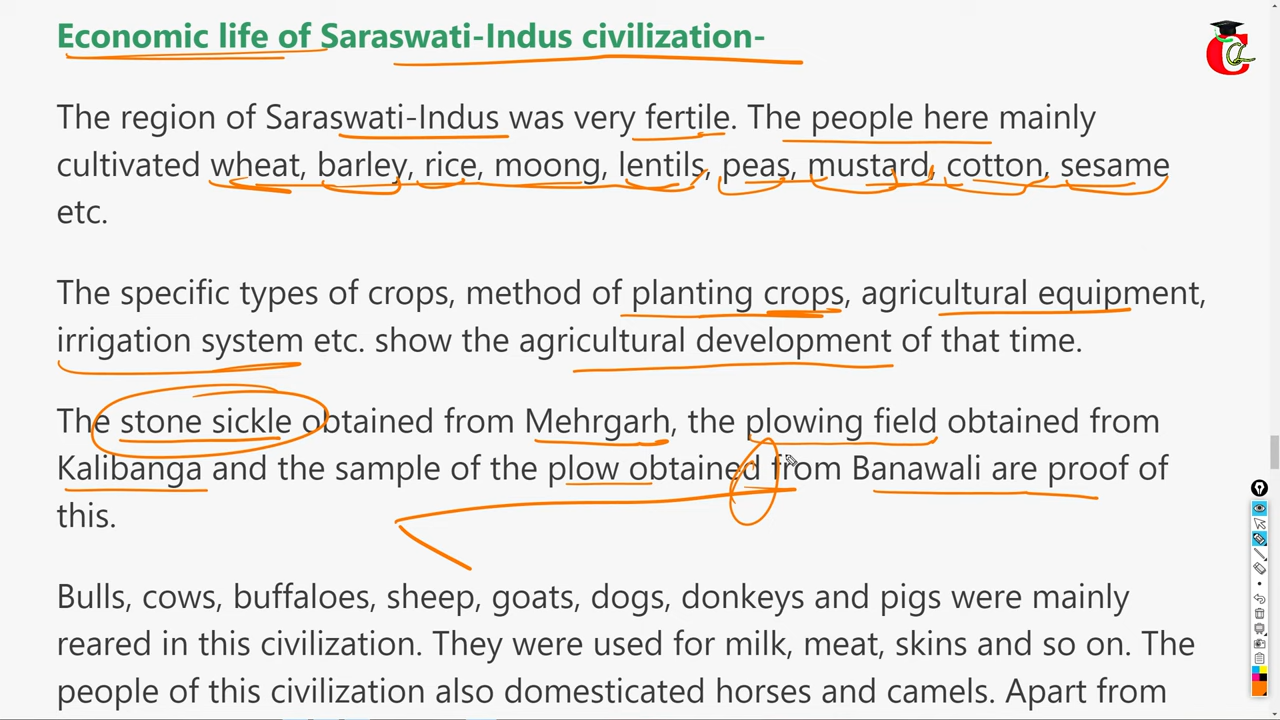 Economic life of Saraswati-Indus civilization-
The region of Saraswati-Indus was very fertile. The people here mainly
cultivated wheat, barley, rice, moong, lentils, peas, mustard, cotton, sesame
etc.
The specific types of crops, method of planting crops, agricultural equipment,
irrigation system etc. show the agricultural development of that time.
The stone sickle obtained from Mehrgarh, the plowing field obtained from
Kalibanga and the sample of the plow obtained from Banawali are proof of
this.
Bulls, cows, buffaloes, sheep, goats, dogs, donkeys and pigs were mainly
reared in this civilization. They were used for milk, meat, skins and so on. The
people of this civilization also domesticated horses and camels. Apart from